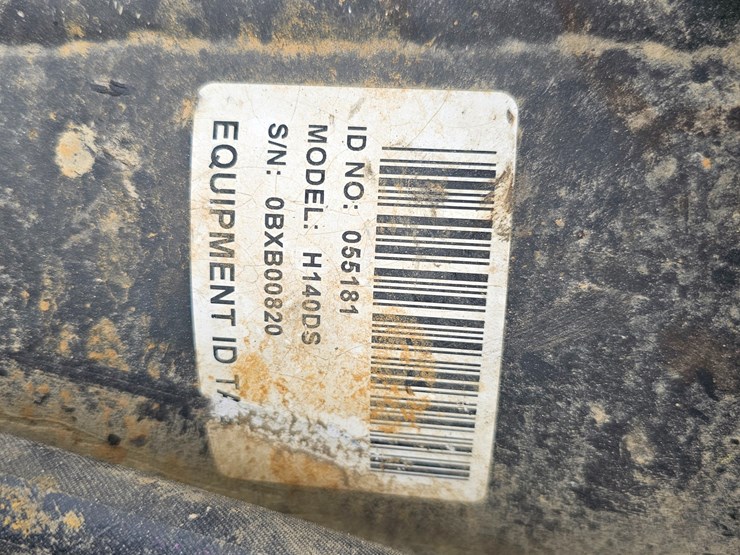 ID NO: 055181
MODEL: H140DS
S/N: 0BXB00820
EQUIPMENT ID